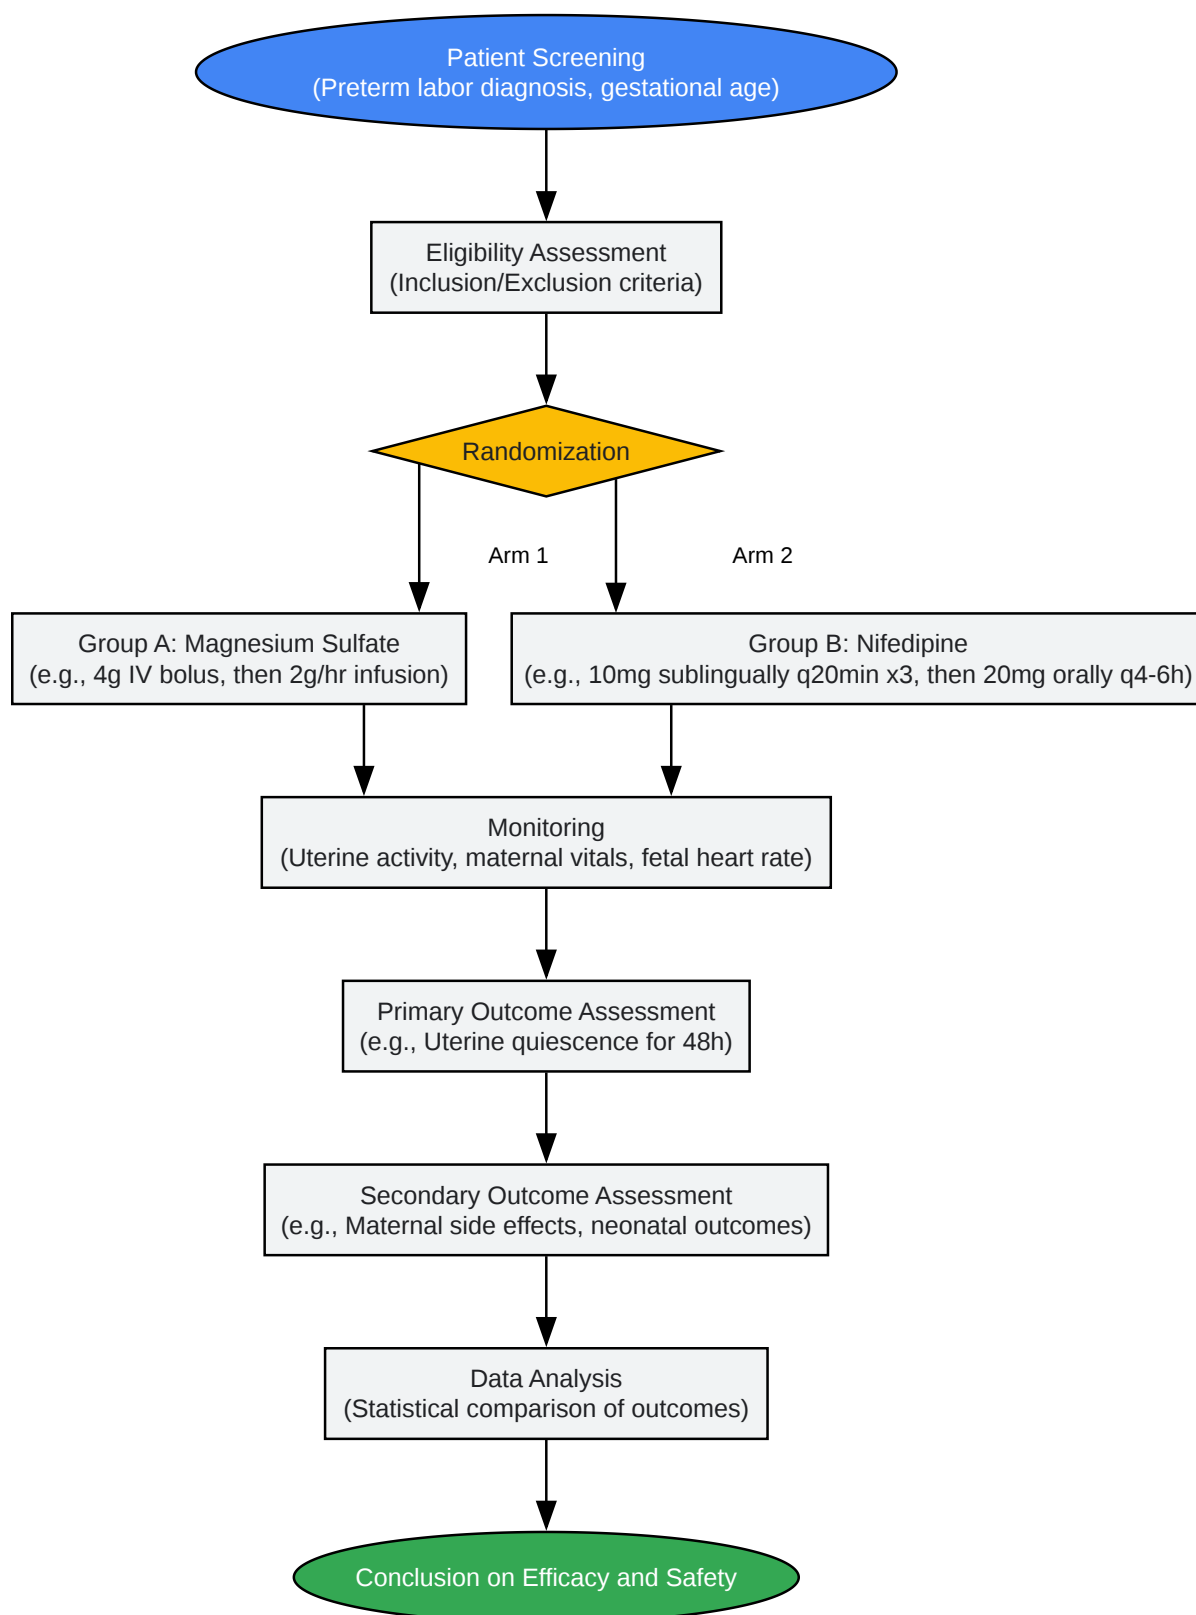 Patient Screening
(Preterm labor diagnosis, gestational age)
Eligibility Assessment
(Inclusion/Exclusion criteria)
Randomization
Arm 1
Arm 2
Group A: Magnesium Sulfate
(e.g., 4g IV bolus, then 2g/hr infusion)
Group B: Nifedipine
(e.g., 10mg sublingually q20min x3, then 20mg orally q4-6h)
Monitoring
(Uterine activity, maternal vitals, fetal heart rate)
Primary Outcome Assessment
(e.g., Uterine quiescence for 48h)
Secondary Outcome Assessment
(e.g., Maternal side effects, neonatal outcomes)
Data Analysis
(Statistical comparison of outcomes)
Conclusion on Efficacy and Safety